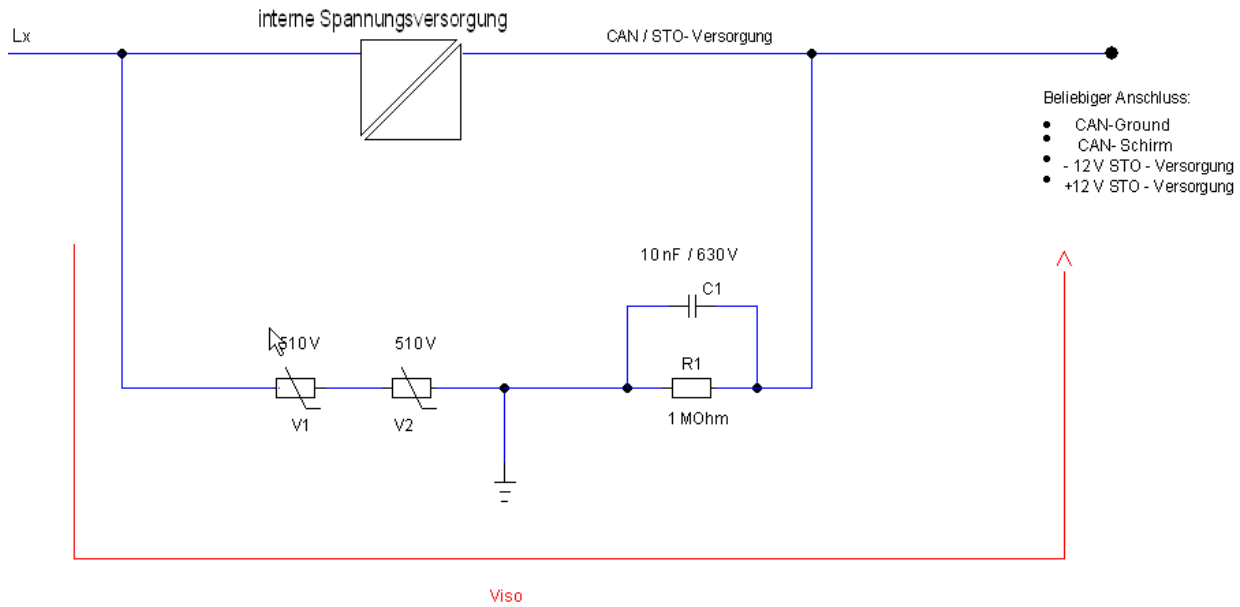 interne Spannungsversorgung
Lx
CAN / STO- Versorgung
Beliebiger Anschluss:
• CAN-Ground
• CAN- Schirm
• - 12 V STO - Versorgung
• +12 V STO - Versorgung
10 nF / 630 V
C1
510 V
510 V
R1
V1
V2
1 MOhm
Viso